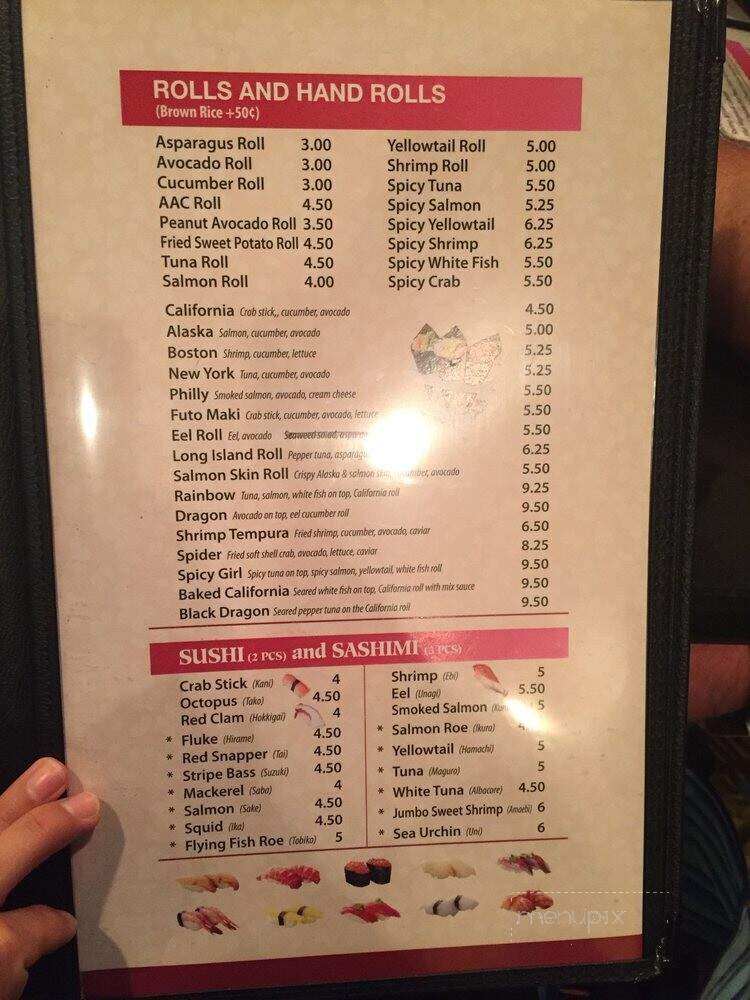 ROLLS AND HAND ROLLS
(Brown Rice +50¢)
Asparagus Roll 3.00
Avocado Roll 3.00
Cucumber Roll 3.00
AAC Roll 4.50
Peanut Avocado Roll 3.50
Fried Sweet Potato Roll 4.50
Tuna Roll 4.50
Salmon Roll 4.00
Yellowtail Roll 5.00
Shrimp Roll 5.00
Spicy Tuna 5.50
Spicy Salmon 5.25
Spicy Yellowtail 6.25
Spicy Shrimp 6.25
Spicy White Fish 5.50
Spicy Crab 5.50
California Crab stick,, cucumber, avocado 4.50
Alaska Salmon, cucumber, avocado 5.00
Boston Shrimp, cucumber, lettuce 5.25
New York Tuna, cucumber, avocado 5.25
Philly Smoked salmon, avocado, cream cheese 5.50
Futo Maki Crab stick, cucumber, avocado, lettuce 5.50
Eel Roll Eel, avocado Seaweed salad, 5.50
Long Island Roll Pepper tuna, 6.25
Salmon Skin Roll Crispy Alaska & salmon avocado 5.50
Rainbow Tuna, salmon, white fish on top, California roll 9.25
Dragon Avocado on top, eel cucumber roll 9.50
Shrimp Tempura Fried shrimp, cucumber, avocado, caviar 6.50
Spider Fried soft shell crab, avocado, lettuce, caviar 8.25
Spicy Girl Spicy tuna on top, spicy salmon, yellowtail, white fish roll 9.50
Baked California Seared white fish on top, California roll with mix sauce 9.50
Black Dragon Seared pepper tuna on the California roll 9.50
SUSHI (2 PCS) and SASHIMI (3 PCS)
Crab Stick (Kani) 4
Octopus (Tako) 4.50
Red Clam (Hokkigai) 4
* Fluke (Hirame) 4.50
* Red Snapper (Tai) 4.50
* Stripe Bass (Suzuki) 4.50
* Mackerel (Saba) 4
* Salmon (Sake) 4.50
* Squid (Ika) 4.50
* Flying Fish Roe (Tobiko) 5
Shrimp (Ebi) 5
Eel (Unagi) 5.50
Smoked Salmon 5
* Salmon Roe (Ikura)
* Yellowtail (Hamachi) 5
* Tuna (Maguro) 5
* White Tuna (Albacore) 4.50
* Jumbo Sweet Shrimp (Amaebi) 6
* Sea Urchin (Uni) 6
menupix